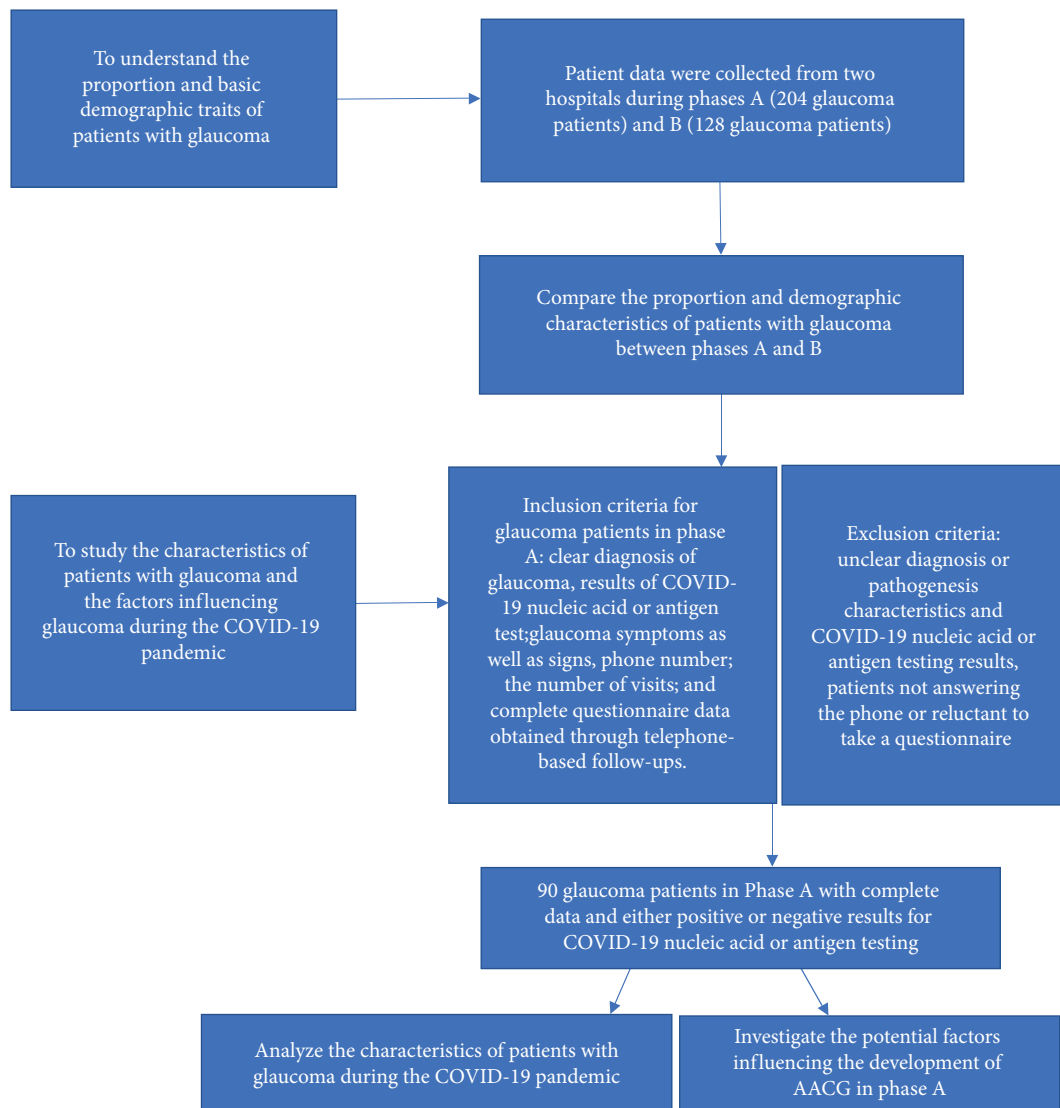 To understand the
proportion and basic
demographic traits of
patients with glaucoma
Patient data were collected from two
hospitals during phases A (204 glaucoma
patients) and B (128 glaucoma patients)
Compare the proportion and demographic
characteristics of patients with glaucoma
between phases A and B
To study the characteristics of
patients with glaucoma and
the factors influencing
glaucoma during the COVID-19
pandemic
Inclusion criteria for
glaucoma patients in phase
A: clear diagnosis of
glaucoma, results of COVID-
19 nucleic acid or antigen
test;glaucoma symptoms as
well as signs, phone number;
the number of visits; and
complete questionnaire data
obtained through telephone-
based follow-ups.
Exclusion criteria:
unclear diagnosis or
pathogenesis
characteristics and
COVID-19 nucleic acid or
antigen testing results,
patients not answering
the phone or reluctant to
take a questionnaire
90 glaucoma patients in Phase A with complete
data and either positive or negative results for
COVID-19 nucleic acid or antigen testing
Analyze the characteristics of patients with
glaucoma during the COVID-19 pandemic
Investigate the potential factors
influencing the development of
AACG in phase A